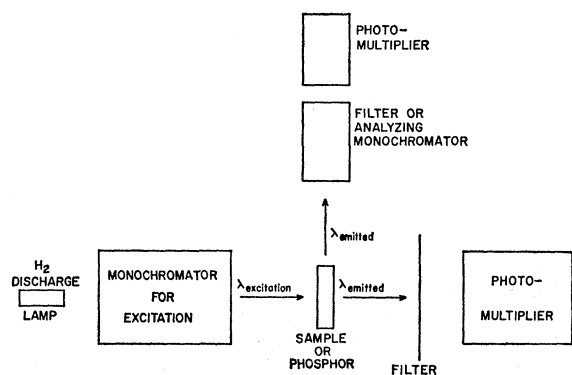 PHOTO-
MULTIPLIER
FILTER OR
ANALYZING
MONOCHROMATOR
λemitted
H2
DISCHARGE
LAMP
MONOCHROMATOR
FOR
EXCITATION
λexcitation
λemitted
SAMPLE
OR
PHOSPHOR
FILTER
PHOTO-
MULTIPLIER